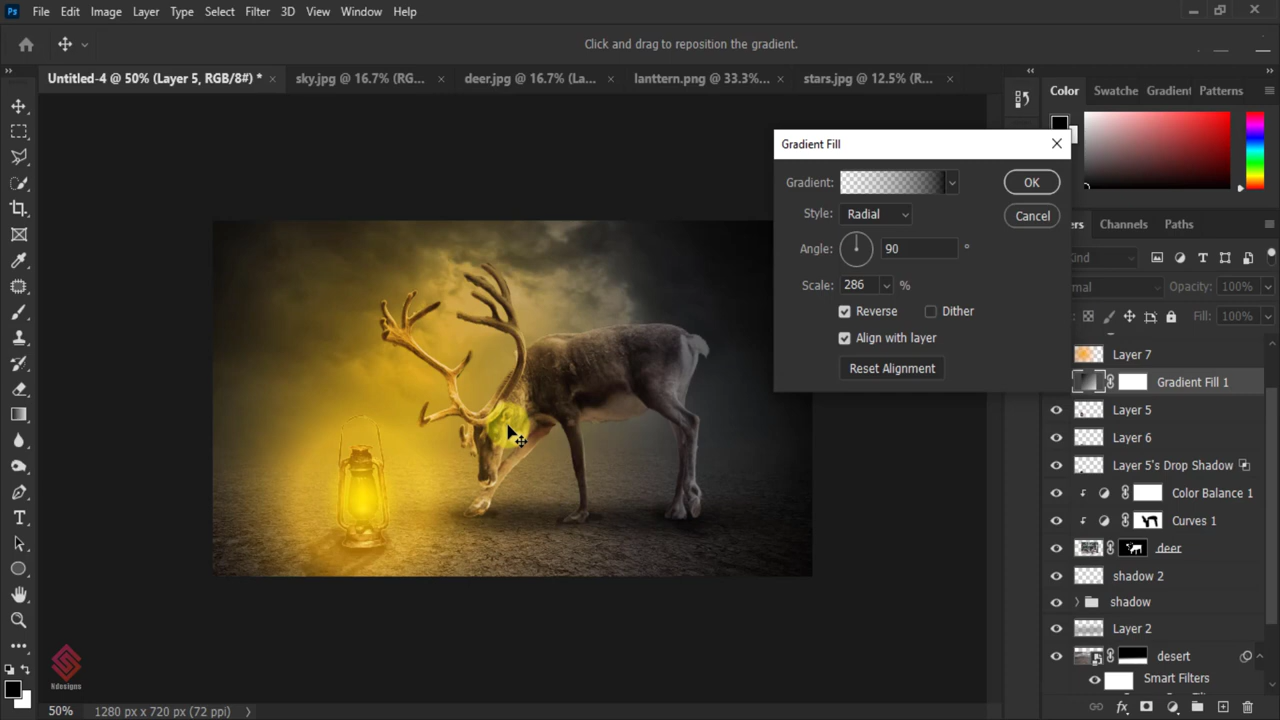 Ps File Edit Image Layer Type Select Filter 3D View Window Help
Click and drag to reposition the gradient.
Untitled-4 @ 50% (Layer 5, RGB/8#) * × sky.jpg @ 16.7% (RG... × deer.jpg @ 16.7% (La... × lanttern.png @ 33.3%... × stars.jpg @ 12.5% (R... ×
Color Swatche Gradient Patterns
Gradient Fill
Gradient: OK
Style: Radial Cancel
Angle: 90 °
Scale: 286 %
Reverse Dither
Align with layer
Reset Alignment
ers Channels Paths
Kind
mal Opacity: 100%
Fill: 100%
Layer 7
Gradient Fill 1
Layer 5
Layer 6
Layer 5's Drop Shadow
Color Balance 1
Curves 1
deer
shadow 2
shadow
Layer 2
desert
Smart Filters
Ndesigns
50% 1280 px x 720 px (72 ppi)